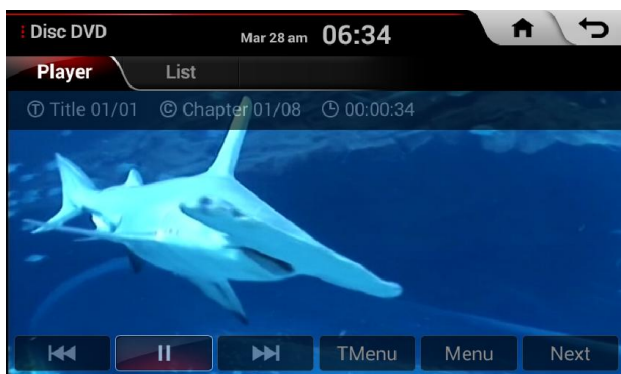 Disc DVD
Mar 28 am 06:34
Player List
Ⓣ Title 01/01 Ⓒ Chapter 01/08 00:00:34
TMenu Menu Next